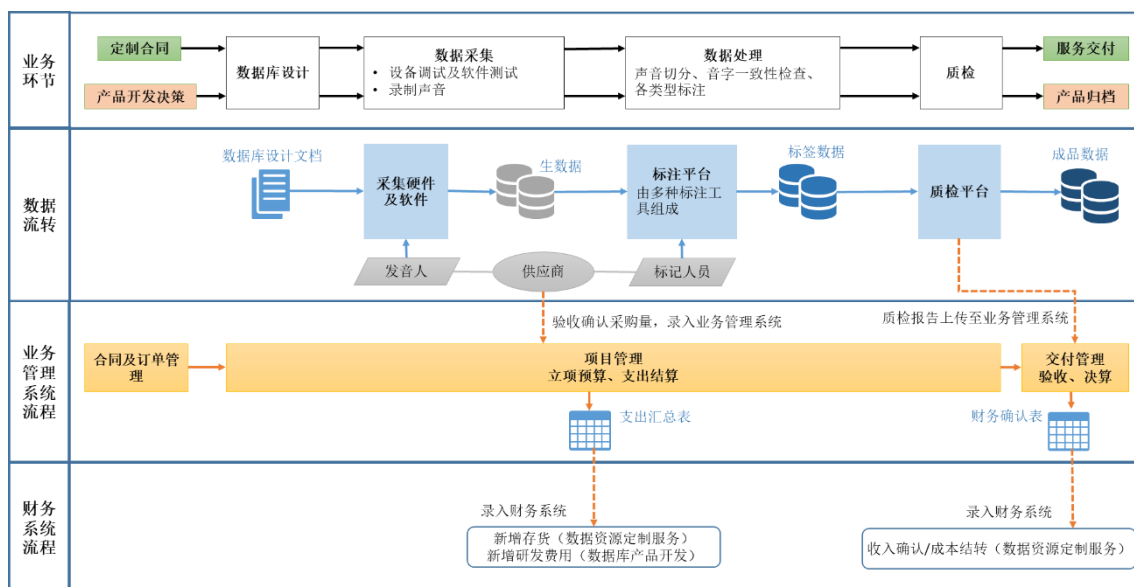 业务
环节
定制合同
产品开发决策
数据库设计
数据采集
• 设备调试及软件测试
• 录制声音
数据处理
声音切分、音字一致性检查、
各类型标注
质检
服务交付
产品归档
数据
流转
数据库设计文档
采集硬件
及软件
生数据
标注平台
由多种标注工
具组成
标签数据
质检平台
成品数据
发音人
供应商
标记人员
业务
管理
系统
流程
验收确认采购量，录入业务管理系统
质检报告上传至业务管理系统
合同及订单管
理
项目管理
立项预算、支出结算
交付管理
验收、决算
支出汇总表
财务确认表
财务
系统
流程
录入财务系统
录入财务系统
新增存货（数据资源定制服务）
新增研发费用（数据库产品开发）
收入确认/成本结转（数据资源定制服务）